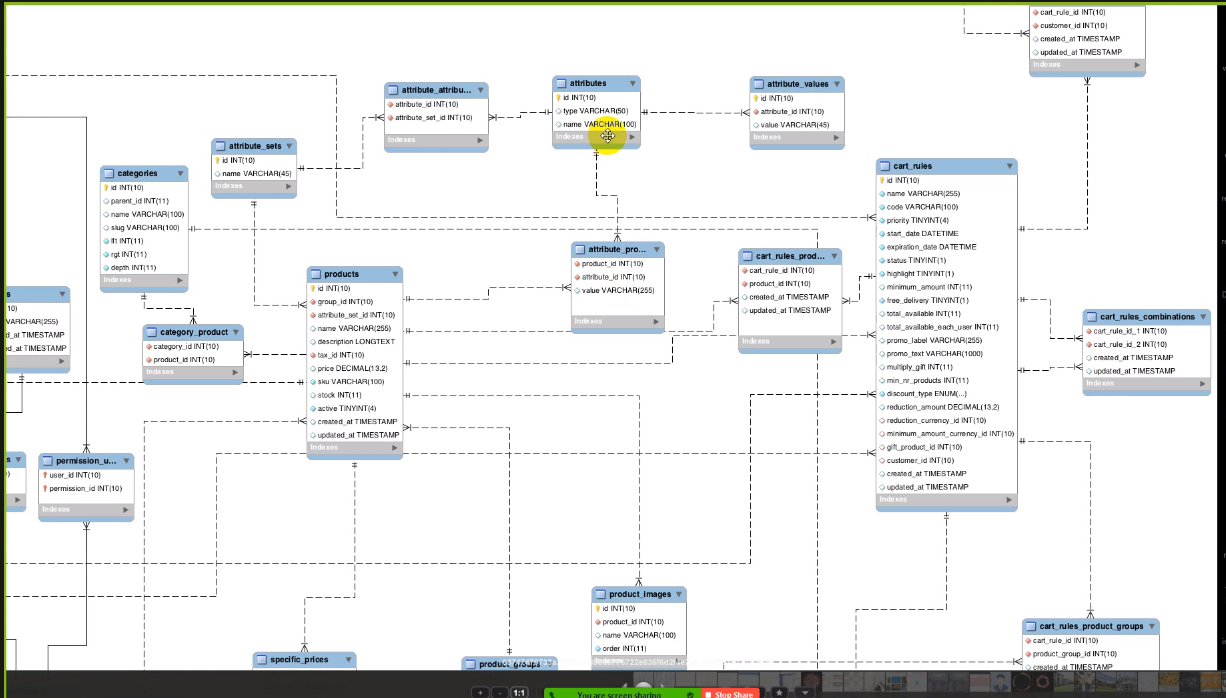 cart_rule_id INT(10)
customer_id INT(10)
created_at TIMESTAMP
updated_at TIMESTAMP
Indexes
attribute_attribu...
attribute_id INT(10)
attribute_set_id INT(10)
attributes
id INT(10)
type VARCHAR(50)
name VARCHAR(100)
Indexes
attribute_values
id INT(10)
attribute_id INT(10)
value VARCHAR(45)
Indexes
attribute_sets
id INT(10)
name VARCHAR(45)
Indexes
categories
id INT(10)
parent_id INT(11)
name VARCHAR(100)
slug VARCHAR(100)
lft INT(11)
rgt INT(11)
depth INT(11)
Indexes
cart_rules
id INT(10)
name VARCHAR(255)
code VARCHAR(100)
priority TINYINT(4)
start_date DATETIME
expiration_date DATETIME
status TINYINT(1)
highlight TINYINT(1)
minimum_amount INT(11)
free_delivery TINYINT(1)
total_available INT(11)
total_available_each_user INT(11)
promo_label VARCHAR(255)
promo_text VARCHAR(1000)
multiply_gift INT(11)
min_nr_products INT(11)
discount_type ENUM(...)
reduction_amount DECIMAL(13,2)
reduction_currency_id INT(10)
minimum_amount_currency_id INT(10)
gift_product_id INT(10)
customer_id INT(10)
created_at TIMESTAMP
updated_at TIMESTAMP
Indexes
attribute_pro...
product_id INT(10)
attribute_id INT(10)
value VARCHAR(255)
Indexes
cart_rules_prod...
cart_rule_id INT(10)
product_id INT(10)
created_at TIMESTAMP
updated_at TIMESTAMP
Indexes
products
id INT(10)
group_id INT(10)
attribute_set_id INT(10)
name VARCHAR(255)
description LONGTEXT
tax_id INT(10)
price DECIMAL(13,2)
sku VARCHAR(100)
stock INT(11)
active TINYINT(4)
created_at TIMESTAMP
updated_at TIMESTAMP
Indexes
s
10)
VARCHAR(255)
ed_at TIMESTAMP
ed_at TIMESTAMP
category_product
category_id INT(10)
product_id INT(10)
Indexes
cart_rules_combinations
cart_rule_id_1 INT(10)
cart_rule_id_2 INT(10)
created_at TIMESTAMP
updated_at TIMESTAMP
Indexes
s
permission_u...
user_id INT(10)
permission_id INT(10)
Indexes
product_images
id INT(10)
product_id INT(10)
name VARCHAR(100)
order INT(11)
Indexes
cart_rules_product_groups
cart_rule_id INT(10)
product_group_id INT(10)
created_at TIMESTAMP
specific_prices
product_groups
1:1
You are screen sharing
Stop Share